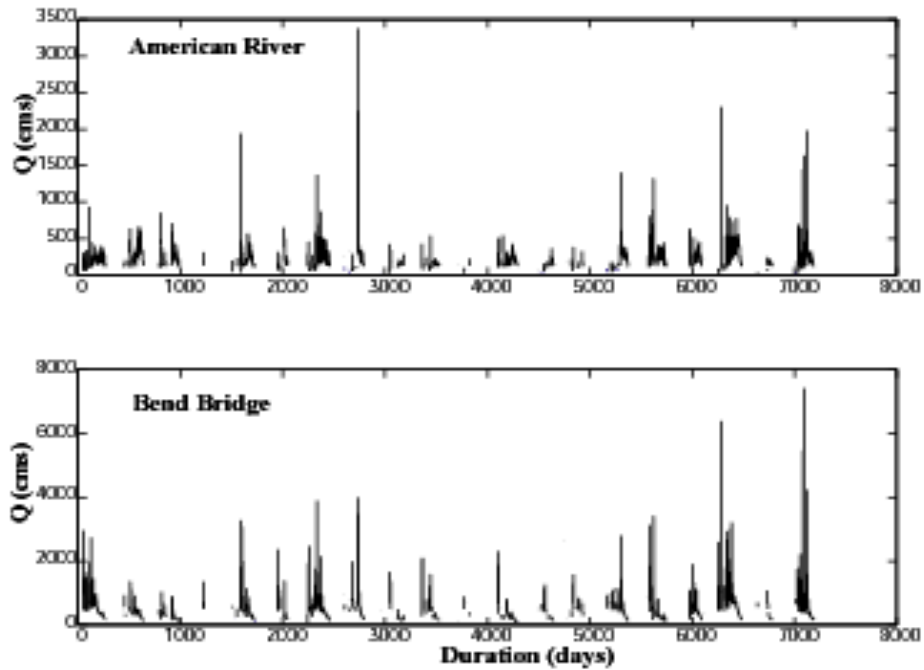 3500
3000
2500
2000
1500
1000
500
0
American River
Q (cms)
0 1000 2000 3000 4000 5000 6000 7000 8000
8000
6000
4000
2000
0
Bend Bridge
Q (cms)
0 1000 2000 3000 4000 5000 6000 7000 8000
Duration (days)